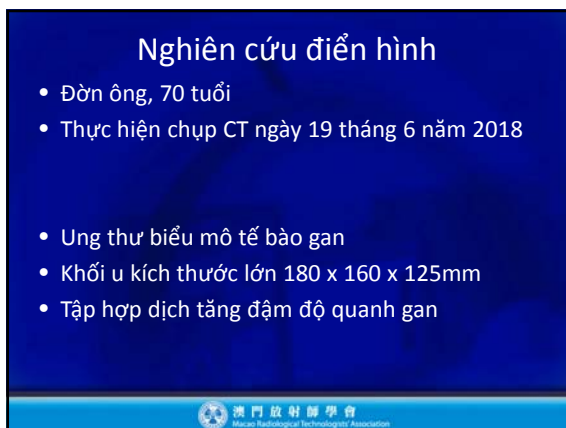 Nghiên cứu điển hình
• Đờn ông, 70 tuổi
• Thực hiện chụp CT ngày 19 tháng 6 năm 2018
• Ung thư biểu mô tế bào gan
• Khối u kích thước lớn 180 x 160 x 125mm
• Tập hợp dịch tăng đậm độ quanh gan
澳門放射師學會
Macao Radiological Technologists' Association